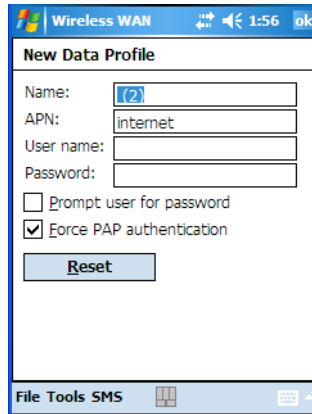 Wireless WAN 1:56 ok
New Data Profile
Name: (2)
APN: internet
User name:
Password:
Prompt user for password
Force PAP authentication
Reset
File Tools SMS